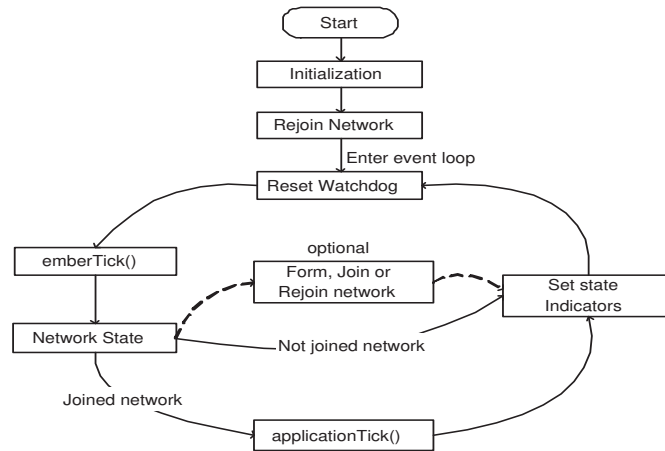 Start
Initialization
Rejoin Network
Enter event loop
Reset Watchdog
emberTick()
optional
Form, Join or
Rejoin network
Set state
Indicators
Network State
Not joined network
Joined network
applicationTick()